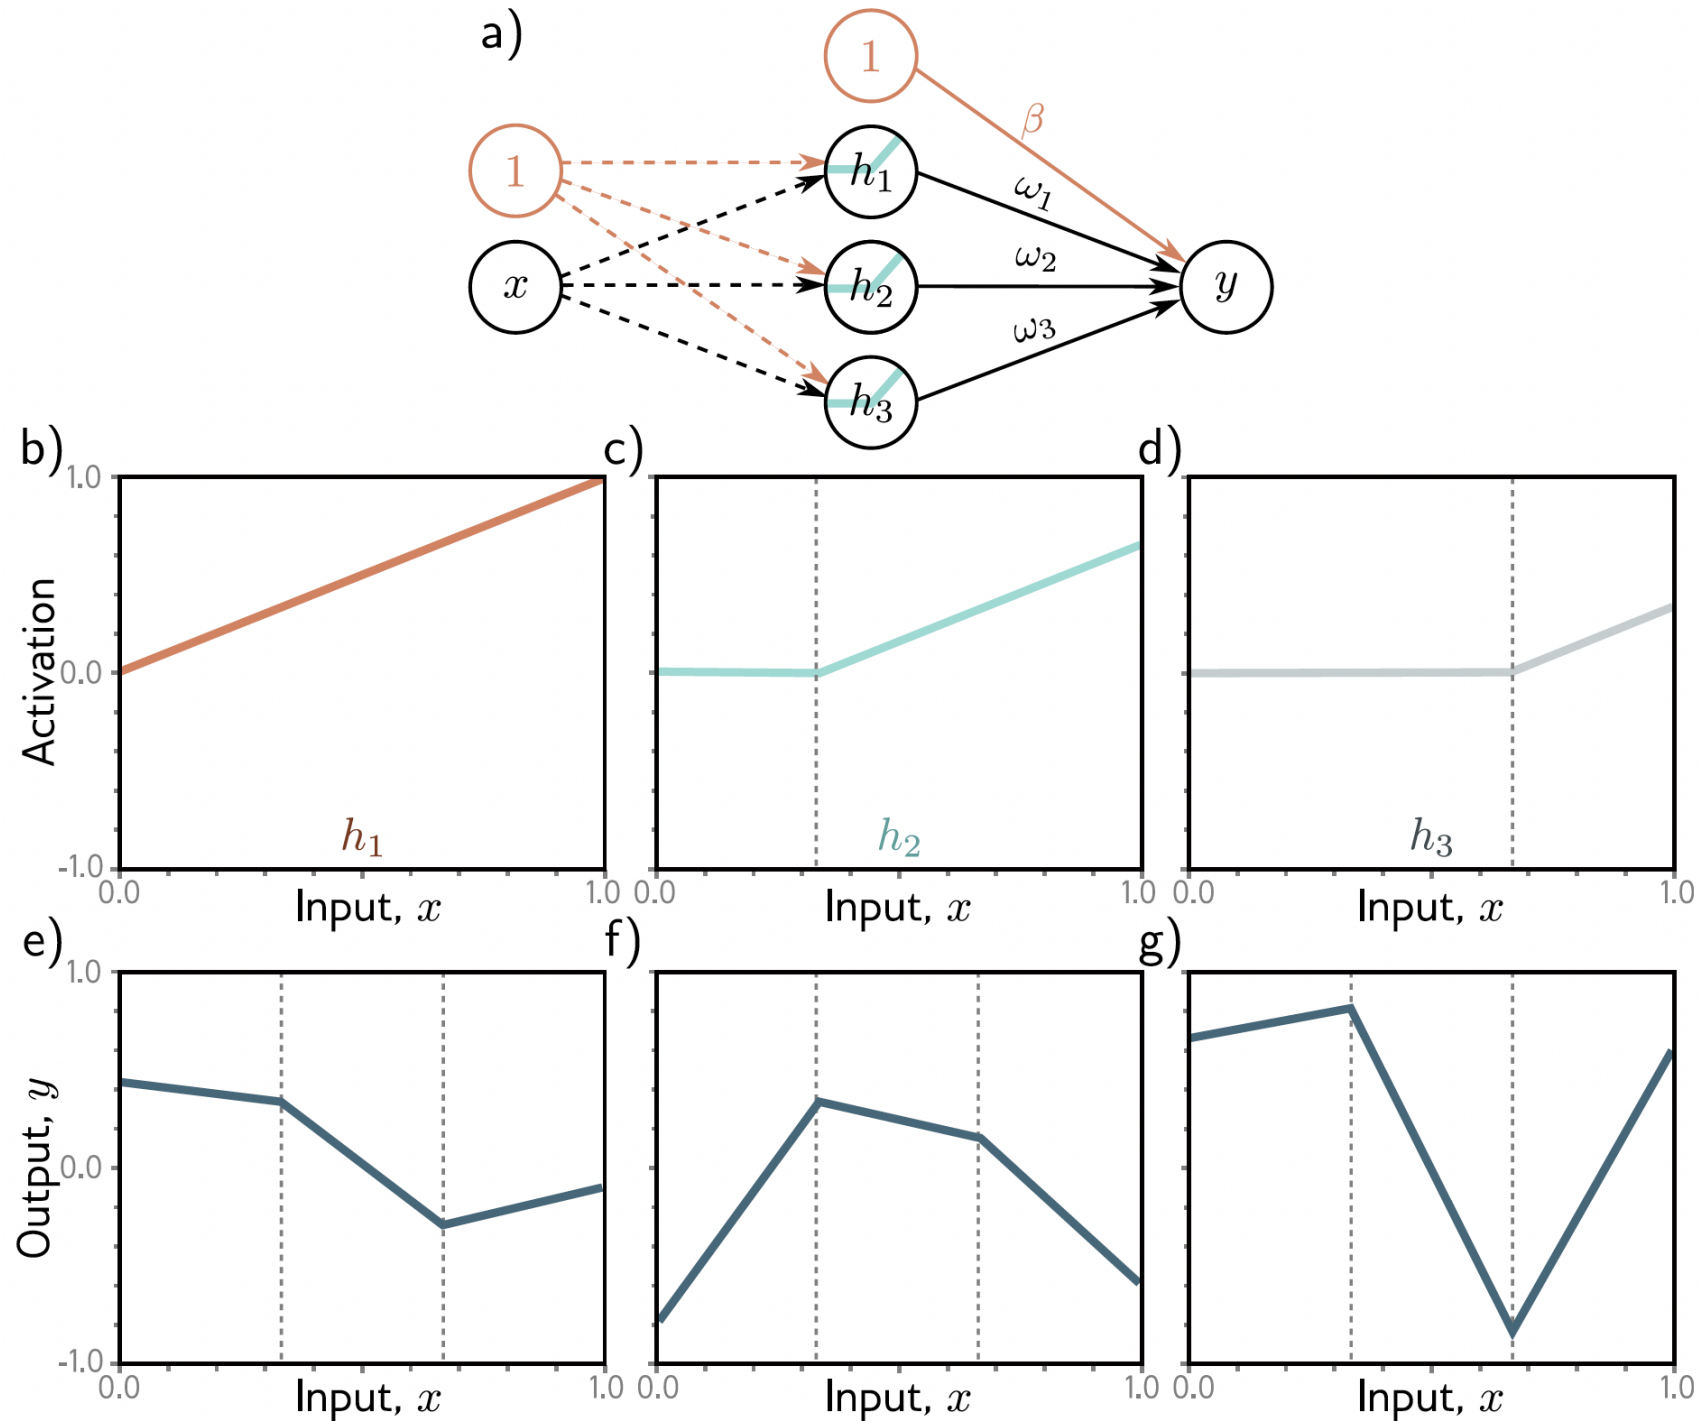 a)
1
β
1
h₁
ω₁
x
h₂
ω₂
y
h₃
ω₃
b)
c)
d)
1.0
0.0
-1.0
Activation
h₁
h₂
h₃
0.0
1.0
0.0
1.0
0.0
1.0
Input, x
Input, x
Input, x
e)
f)
g)
1.0
0.0
-1.0
Output, y
0.0
1.0
0.0
1.0
0.0
1.0
Input, x
Input, x
Input, x